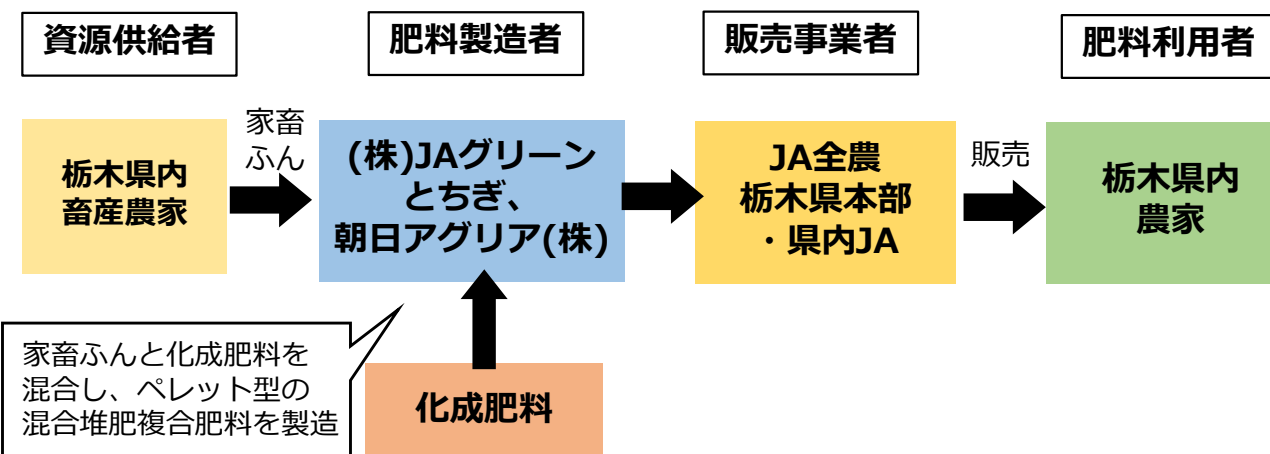 資源供給者
肥料製造者
販売事業者
肥料利用者
栃木県内
畜産農家
家畜
ふん
(株)JAグリーン
とちぎ、
朝日アグリア(株)
JA全農
栃木県本部
・県内JA
販売
栃木県内
農家
家畜ふんと化成肥料を
混合し、ペレット型の
混合堆肥複合肥料を製造
化成肥料